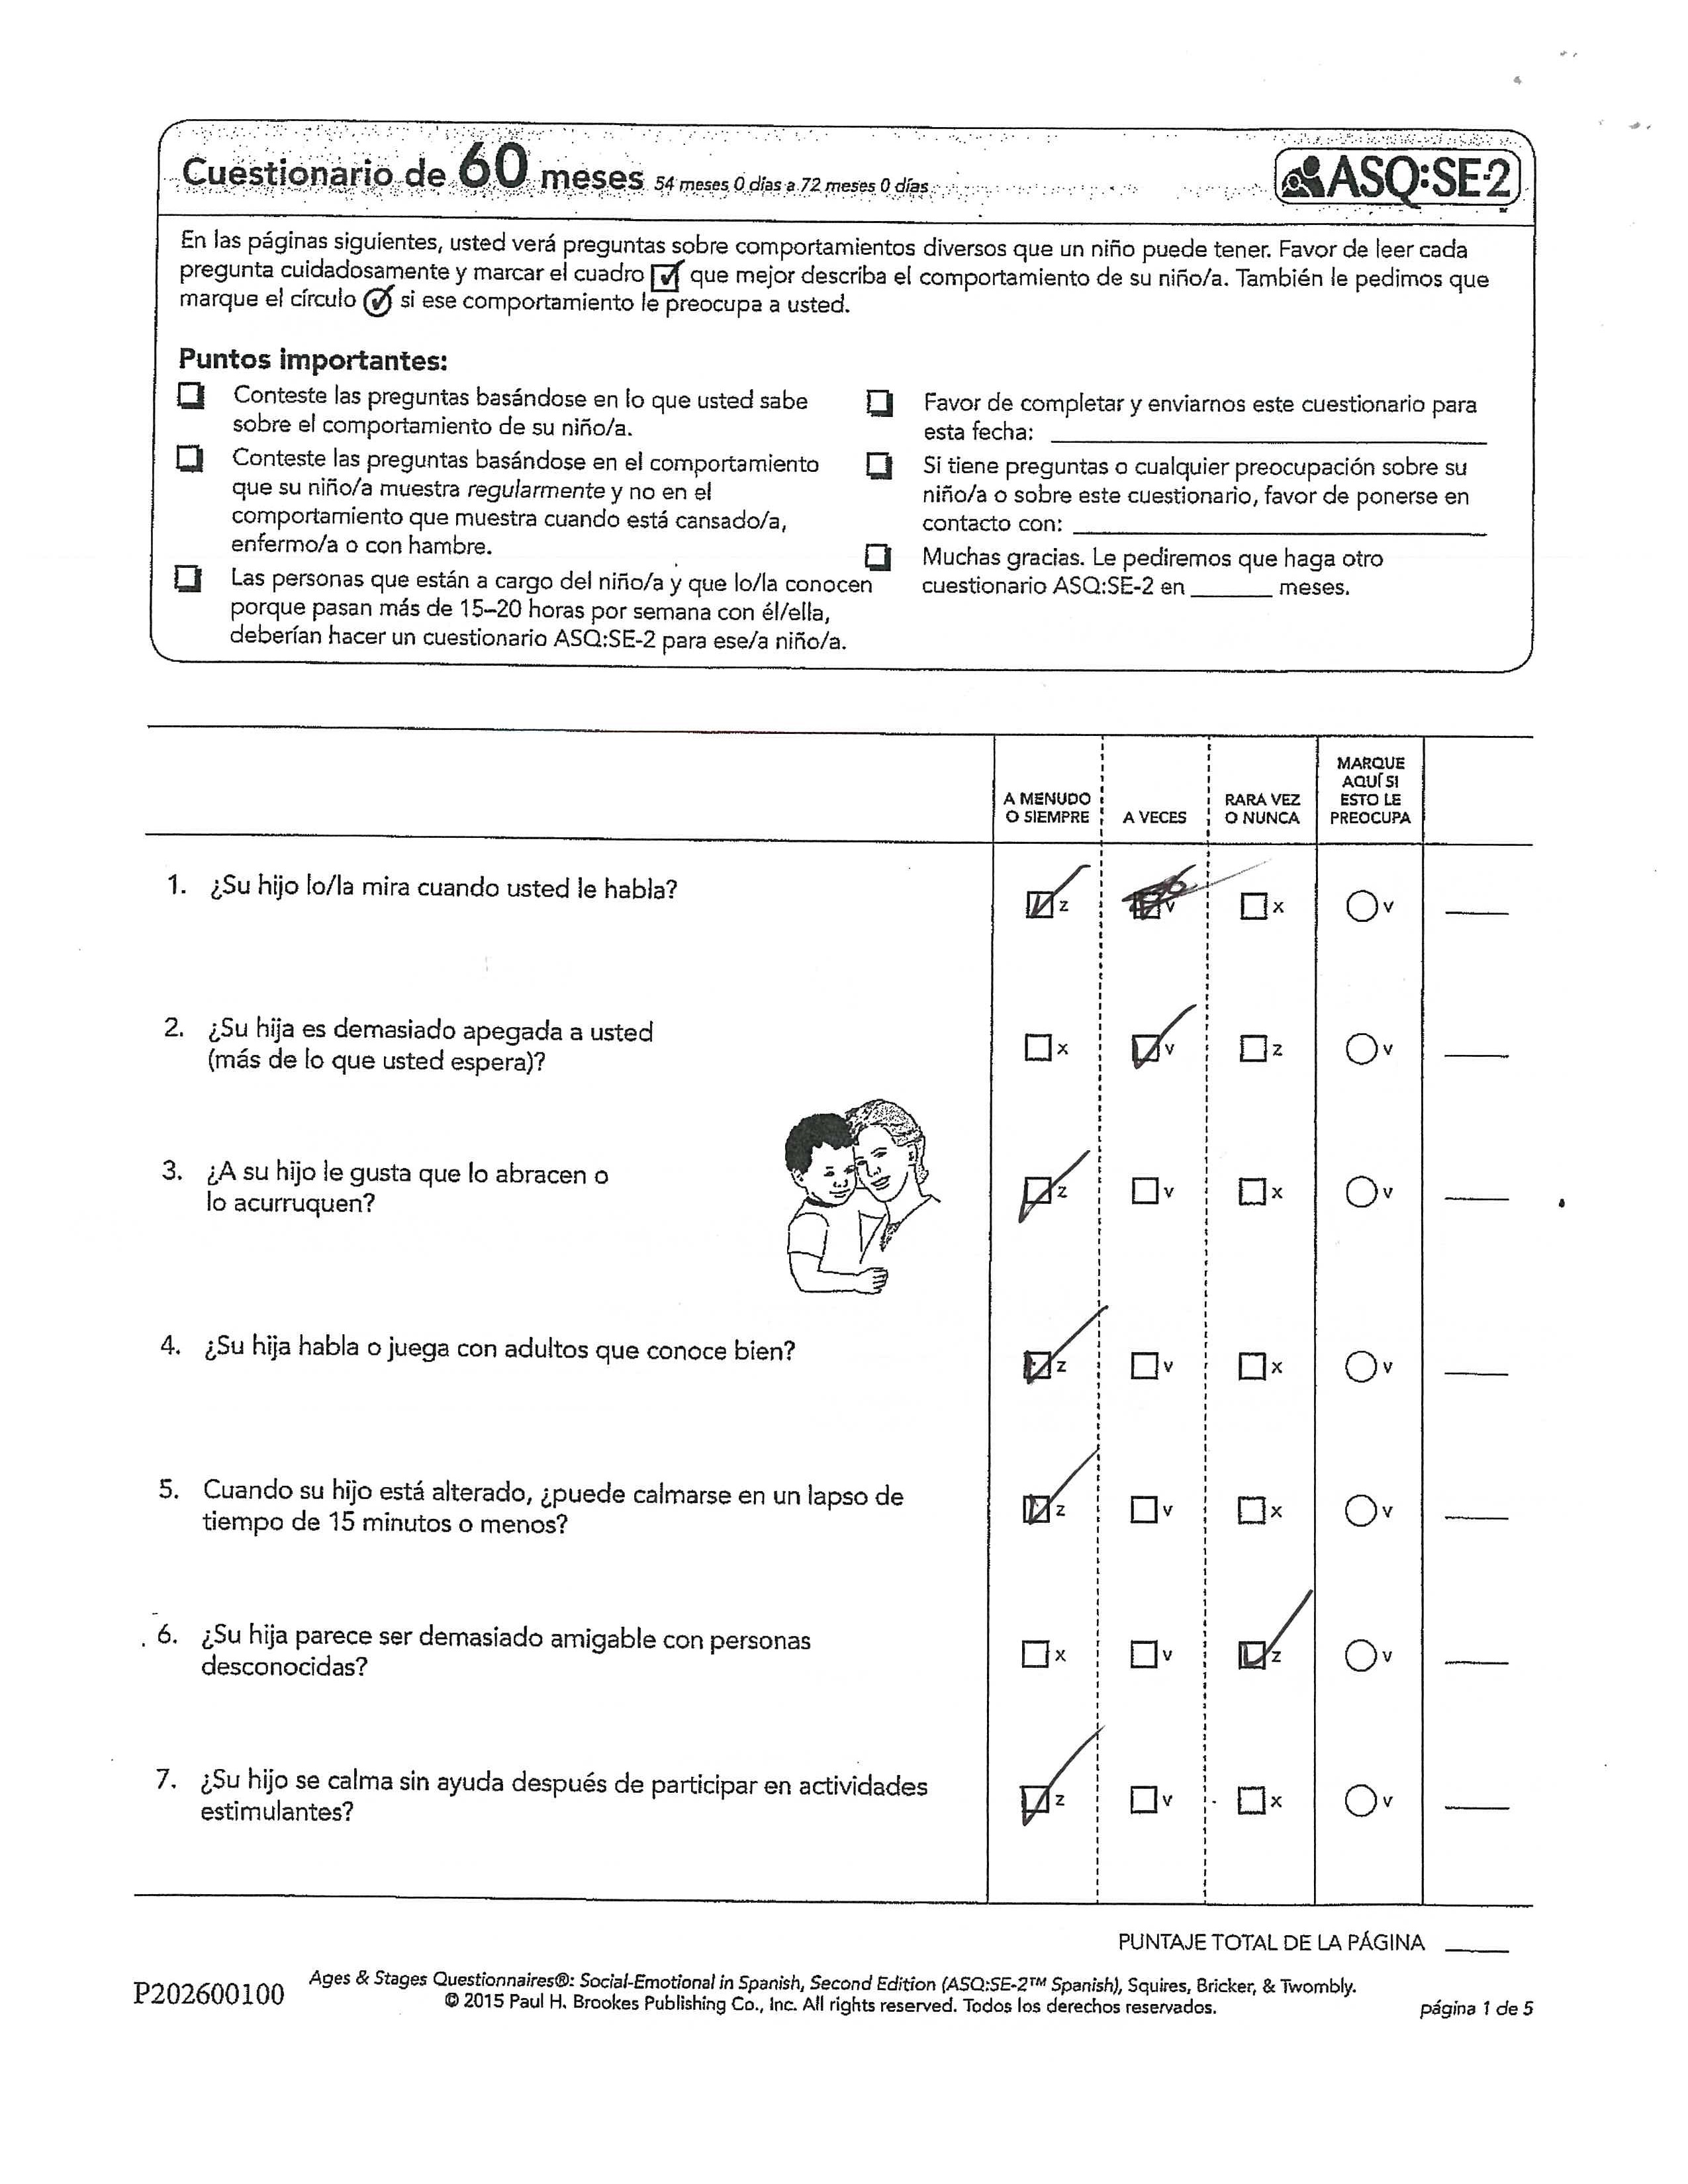 Cuestionario de 60 meses 54 meses 0 días a 72 meses 0 días
ASQ:SE-2
En las páginas siguientes, usted verá preguntas sobre comportamientos diversos que un niño puede tener. Favor de leer cada
pregunta cuidadosamente y marcar el cuadro que mejor describa el comportamiento de su niño/a. También le pedimos que
marque el círculo si ese comportamiento le preocupa a usted.
Puntos importantes:
Conteste las preguntas basándose en lo que usted sabe
sobre el comportamiento de su niño/a.
Conteste las preguntas basándose en el comportamiento
que su niño/a muestra regularmente y no en el
comportamiento que muestra cuando está cansado/a,
enfermo/a o con hambre.
Las personas que están a cargo del niño/a y que lo/la conocen
porque pasan más de 15–20 horas por semana con él/ella,
deberían hacer un cuestionario ASQ:SE-2 para ese/a niño/a.
Favor de completar y enviarnos este cuestionario para
esta fecha:
Si tiene preguntas o cualquier preocupación sobre su
niño/a o sobre este cuestionario, favor de ponerse en
contacto con:
Muchas gracias. Le pediremos que haga otro
cuestionario ASQ:SE-2 en ______ meses.
A MENUDO
O SIEMPRE
A VECES
RARA VEZ
O NUNCA
MARQUE
AQUÍ SI
ESTO LE
PREOCUPA
1. ¿Su hijo lo/la mira cuando usted le habla?
z v x v
2. ¿Su hija es demasiado apegada a usted
(más de lo que usted espera)?
x v z v
3. ¿A su hijo le gusta que lo abracen o
lo acurruquen?
z v x v
4. ¿Su hija habla o juega con adultos que conoce bien?
z v x v
5. Cuando su hijo está alterado, ¿puede calmarse en un lapso de
tiempo de 15 minutos o menos?
z v x v
6. ¿Su hija parece ser demasiado amigable con personas
desconocidas?
x v z v
7. ¿Su hijo se calma sin ayuda después de participar en actividades
estimulantes?
z v x v
PUNTAJE TOTAL DE LA PÁGINA
P202600100
Ages & Stages Questionnaires®: Social-Emotional in Spanish, Second Edition (ASQ:SE-2™ Spanish), Squires, Bricker, & Twombly.
© 2015 Paul H. Brookes Publishing Co., Inc. All rights reserved. Todos los derechos reservados.
página 1 de 5